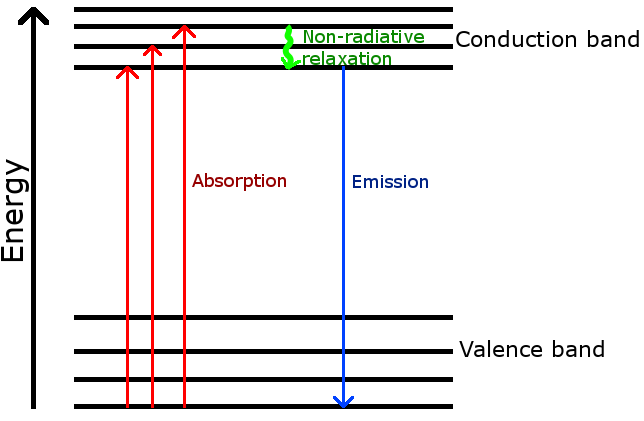 Energy
Non-radiative
relaxation
Conduction band
Absorption
Emission
Valence band